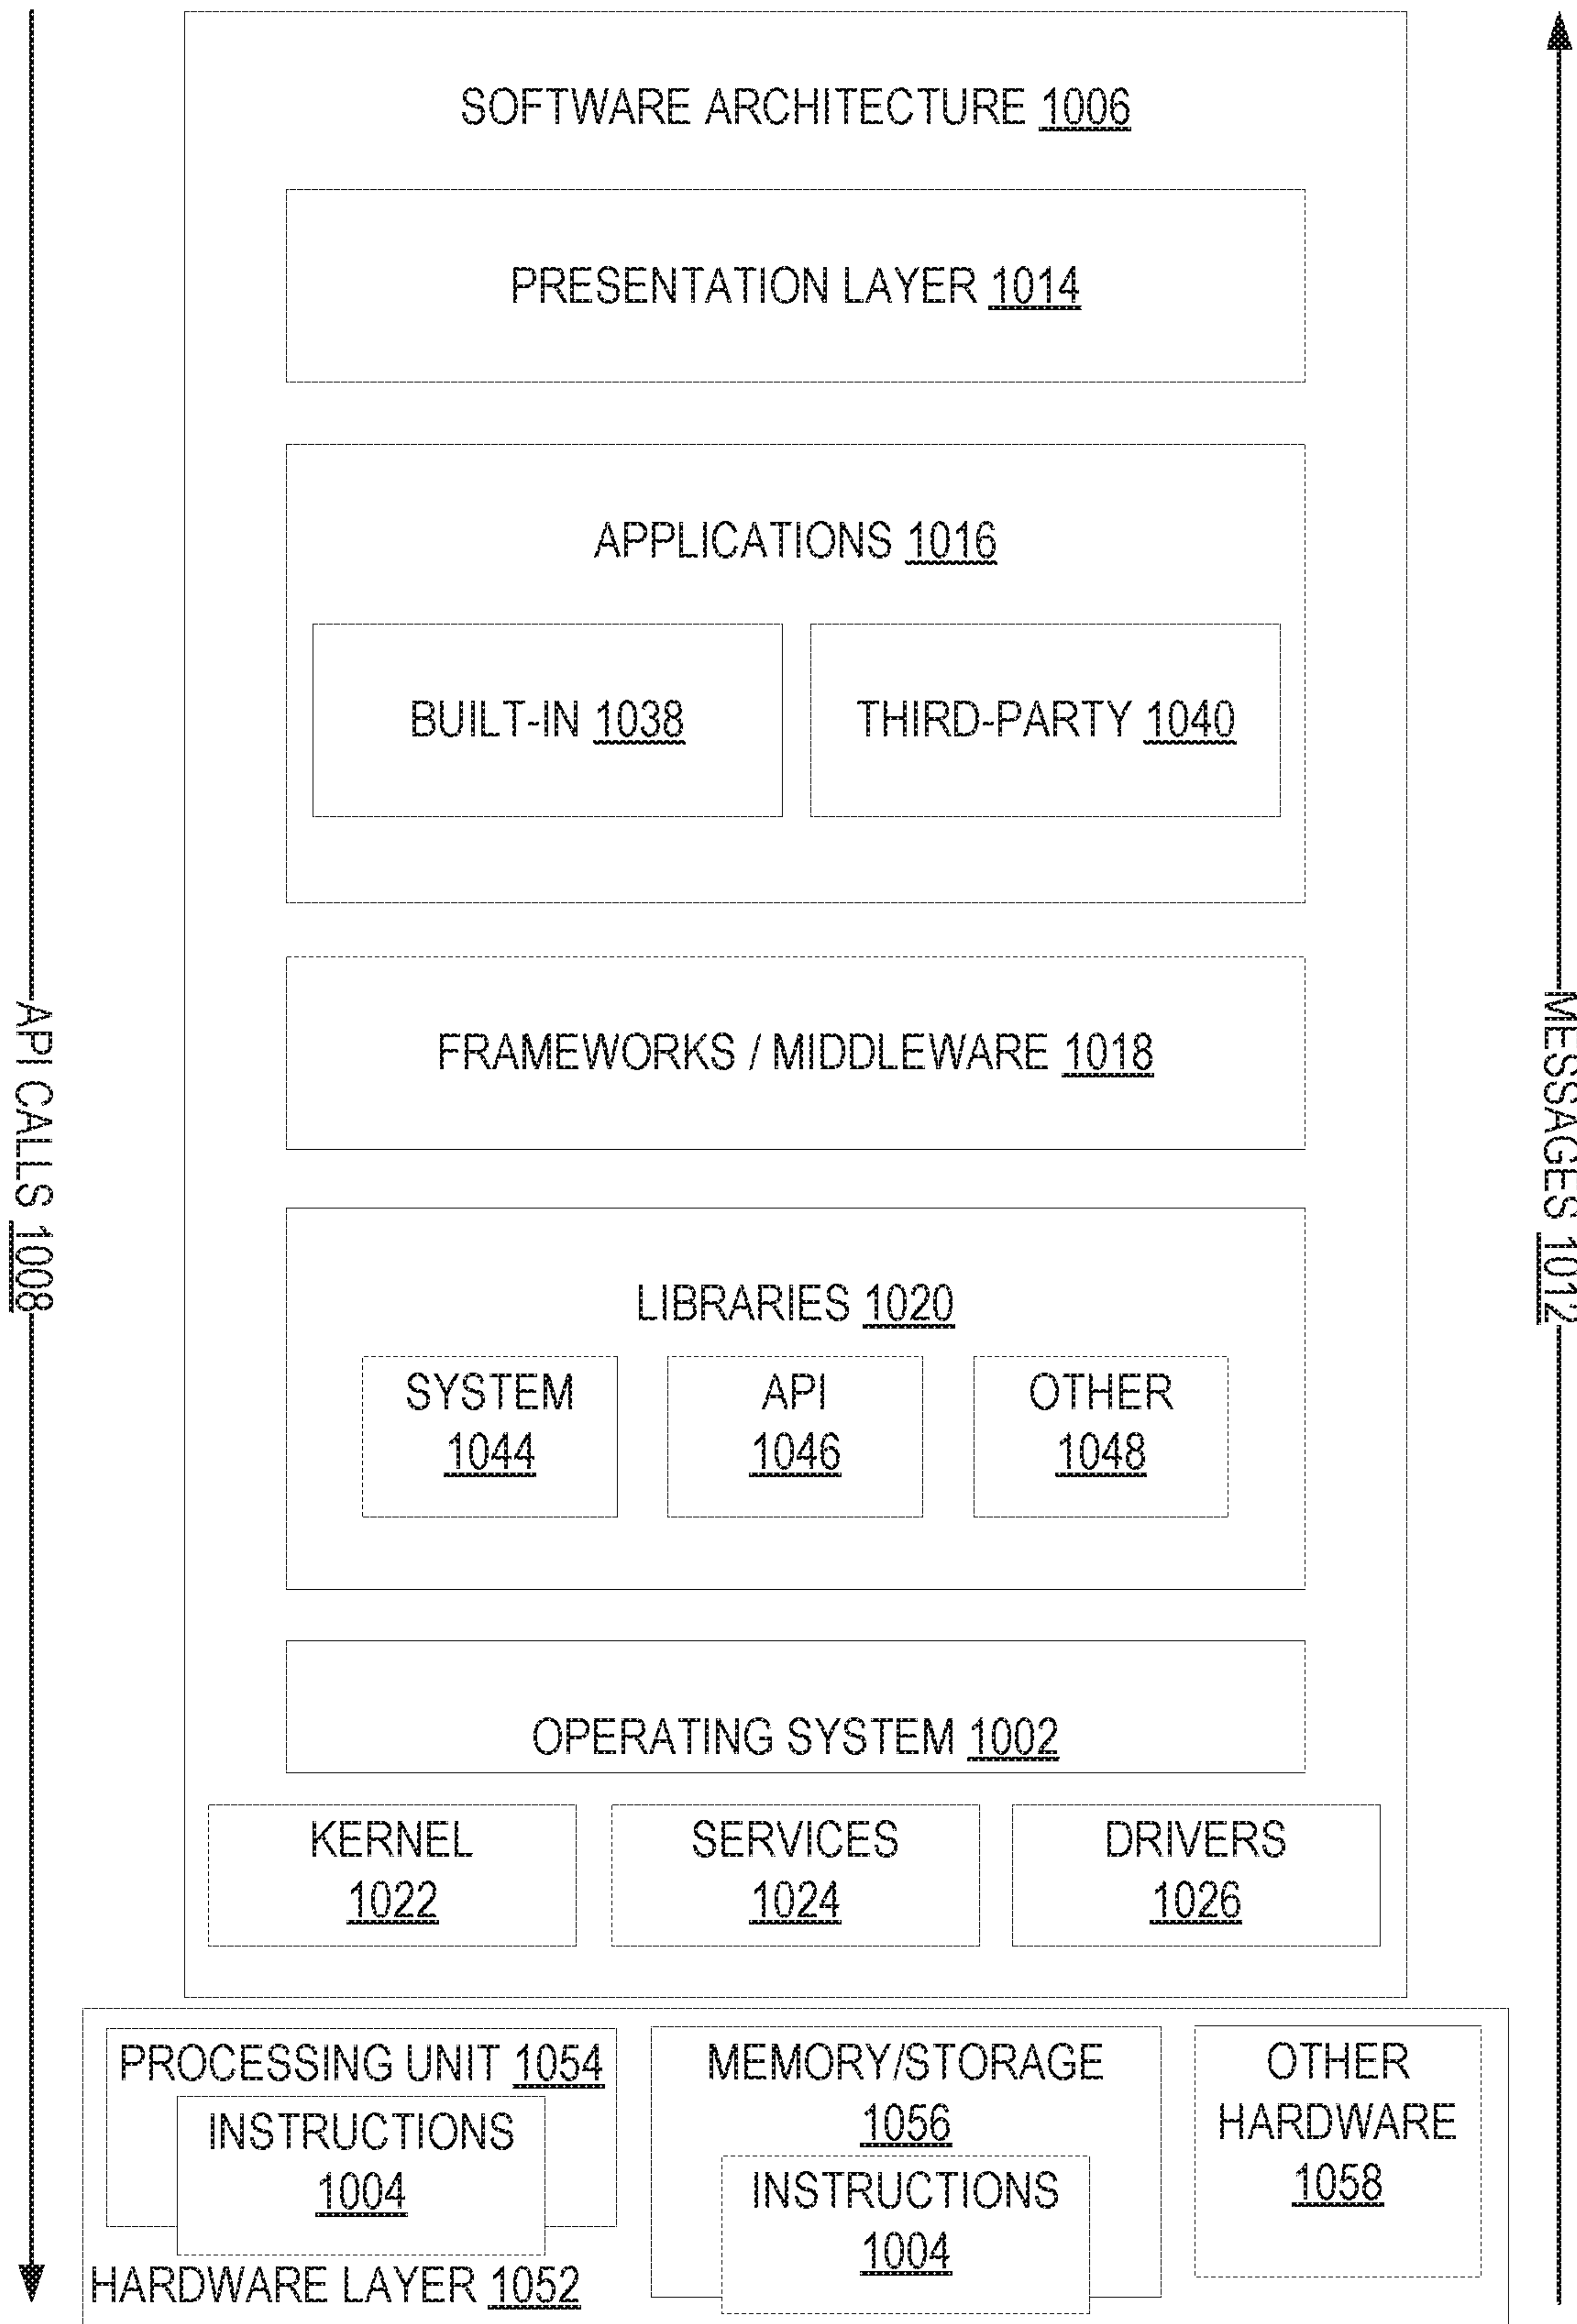 SOFTWARE ARCHITECTURE 1006
PRESENTATION LAYER 1014
APPLICATIONS 1016
BUILT-IN 1038
THIRD-PARTY 1040
FRAMEWORKS / MIDDLEWARE 1018
API CALLS 1008
MESSAGES 1012
LIBRARIES 1020
SYSTEM
1044
API
1046
OTHER
1048
OPERATING SYSTEM 1002
KERNEL
1022
SERVICES
1024
DRIVERS
1026
PROCESSING UNIT 1054
INSTRUCTIONS
1004
MEMORY/STORAGE
1056
INSTRUCTIONS
1004
OTHER
HARDWARE
1058
HARDWARE LAYER 1052